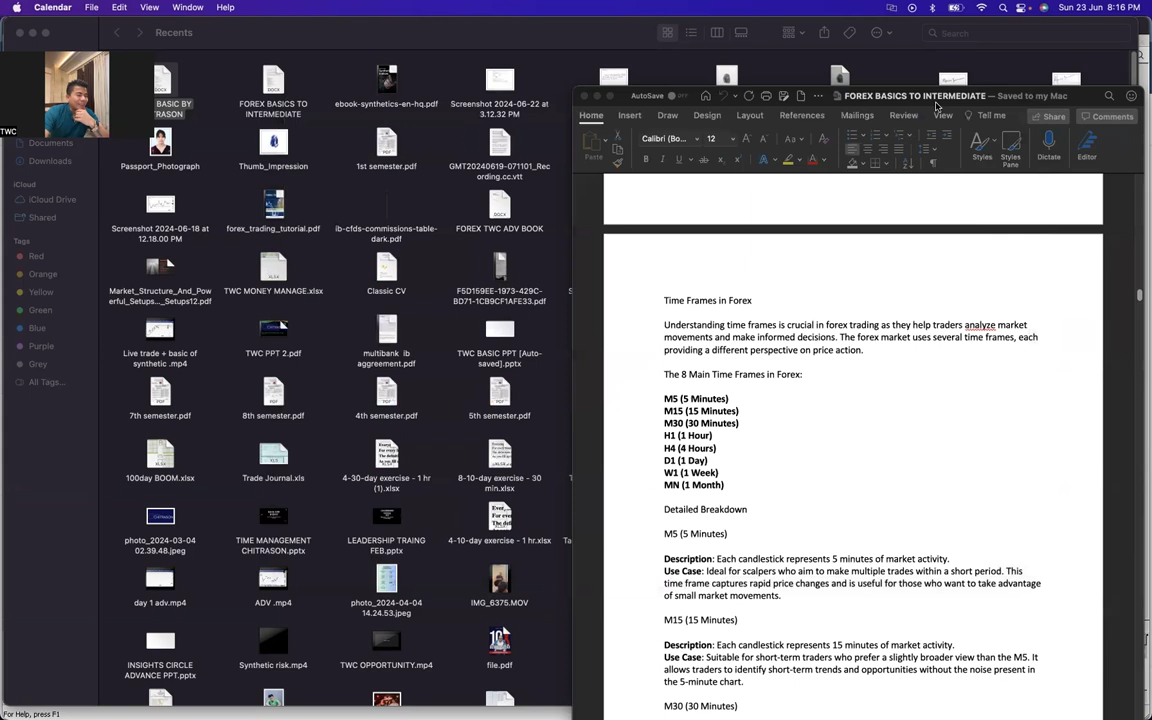 Calendar File Edit View Window Help
Sun 23 Jun 8:16 PM
Recents
Search
TWC
Documents
Downloads
iCloud
iCloud Drive
Shared
Tags
Red
Orange
Yellow
Green
Blue
Purple
Grey
All Tags...
BASIC BY
RASON
FOREX BASICS TO
INTERMEDIATE
ebook-synthetics-en-hq.pdf
Screenshot 2024-06-22 at
3.12.32 PM
Passport_Photograph
Thumb_Impression
1st semester.pdf
GMT20240619-071101_Rec
ording.cc.vtt
Screenshot 2024-06-18 at
12.18.00 PM
forex_trading_tutorial.pdf
ib-cfds-commissions-table-
dark.pdf
FOREX TWC ADV BOOK
Market_Structure_And_Pow
erful_Setups..._Setups12.pdf
TWC MONEY MANAGE.xlsx
Classic CV
F5D159EE-1973-429C-
BD71-1CB9CF1AFE33.pdf
Live trade + basic of
synthetic .mp4
TWC PPT 2.pdf
multibank ib
aggreement.pdf
TWC BASIC PPT [Auto-
saved].pptx
7th semester.pdf
8th semester.pdf
4th semester.pdf
5th semester.pdf
100day BOOM.xlsx
Trade Journal.xls
4-30-day exercise - 1 hr
(1).xlsx
8-10-day exercise - 30
min.xlsx
photo_2024-03-04
02.39.48.jpeg
TIME MANAGEMENT
CHITRASON.pptx
LEADERSHIP TRAING
FEB.pptx
4-10-day exercise - 1 hr.xlsx
day 1 adv.mp4
ADV .mp4
photo_2024-04-04
14.24.53.jpeg
IMG_6375.MOV
INSIGHTS CIRCLE
ADVANCE PPT.pptx
Synthetic risk.mp4
TWC OPPORTUNITY.mp4
file.pdf
For Help, press F1
AutoSave OFF
FOREX BASICS TO INTERMEDIATE — Saved to my Mac
Home Insert Draw Design Layout References Mailings Review View Tell me Share Comments
Paste
Calibri (Bo... 12
Styles
Styles
Pane
Dictate
Editor
Time Frames in Forex
Understanding time frames is crucial in forex trading as they help traders analyze market
movements and make informed decisions. The forex market uses several time frames, each
providing a different perspective on price action.
The 8 Main Time Frames in Forex:
M5 (5 Minutes)
M15 (15 Minutes)
M30 (30 Minutes)
H1 (1 Hour)
H4 (4 Hours)
D1 (1 Day)
W1 (1 Week)
MN (1 Month)
Detailed Breakdown
M5 (5 Minutes)
Description: Each candlestick represents 5 minutes of market activity.
Use Case: Ideal for scalpers who aim to make multiple trades within a short period. This
time frame captures rapid price changes and is useful for those who want to take advantage
of small market movements.
M15 (15 Minutes)
Description: Each candlestick represents 15 minutes of market activity.
Use Case: Suitable for short-term traders who prefer a slightly broader view than the M5. It
allows traders to identify short-term trends and opportunities without the noise present in
the 5-minute chart.
M30 (30 Minutes)